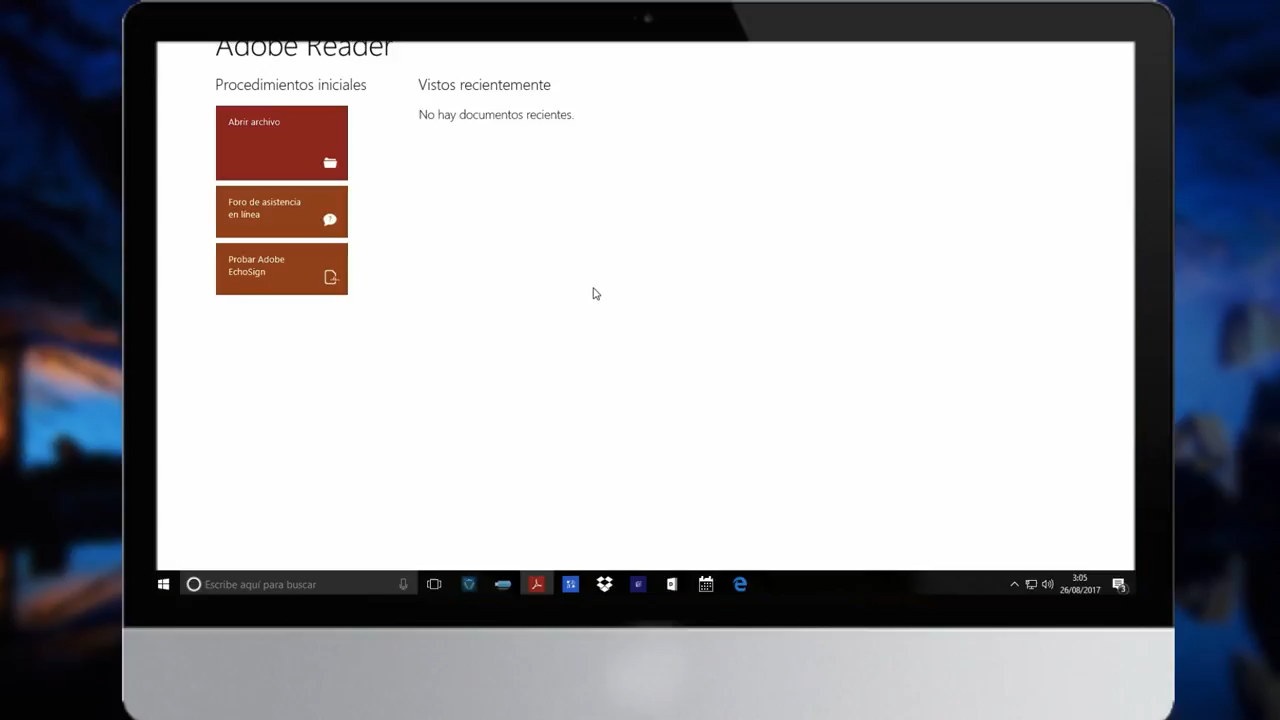 Adobe Reader
Procedimientos iniciales
Vistos recientemente
Abrir archivo
No hay documentos recientes.
Foro de asistencia
en línea
Probar Adobe
EchoSign
Escribe aquí para buscar
3:05
26/08/2017
3